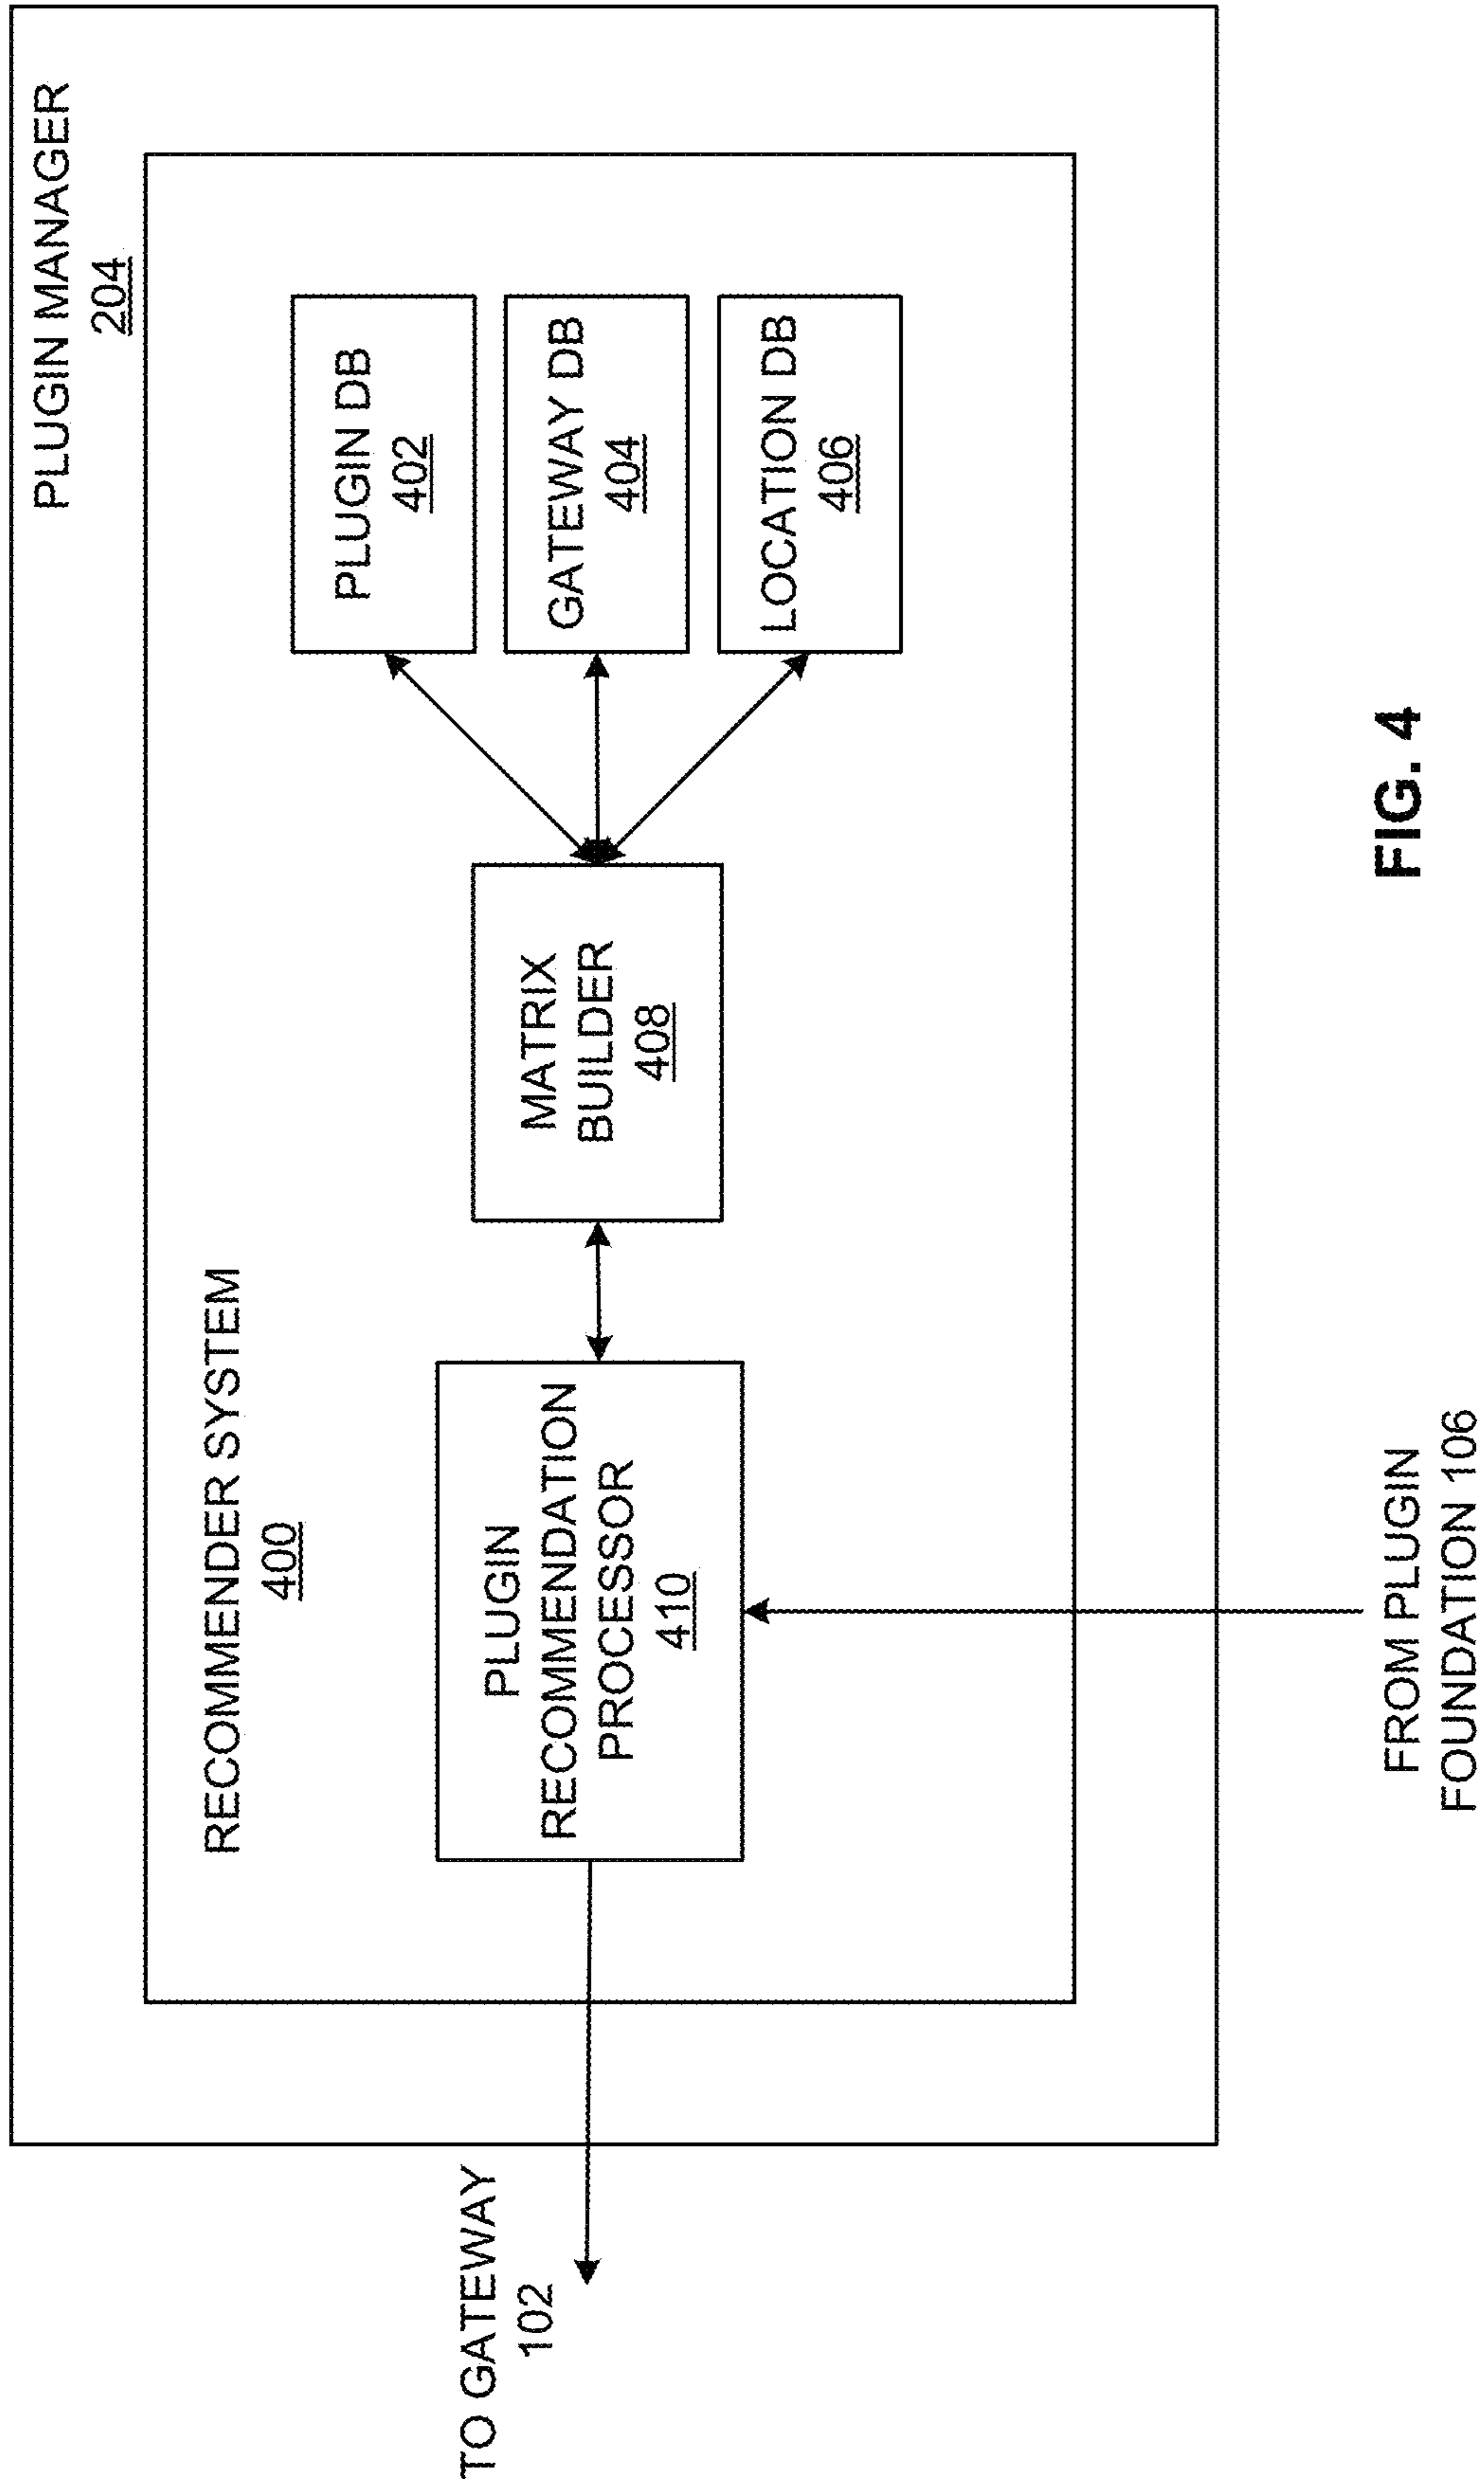 PLUGIN MANAGER
204
RECOMMENDER SYSTEM
400
TO GATEWAY
102
PLUGIN
RECOMMENDATION
PROCESSOR
410
MATRIX
BUILDER
408
PLUGIN DB
402
GATEWAY DB
404
LOCATION DB
406
FROM PLUGIN
FOUNDATION 106
FIG. 4